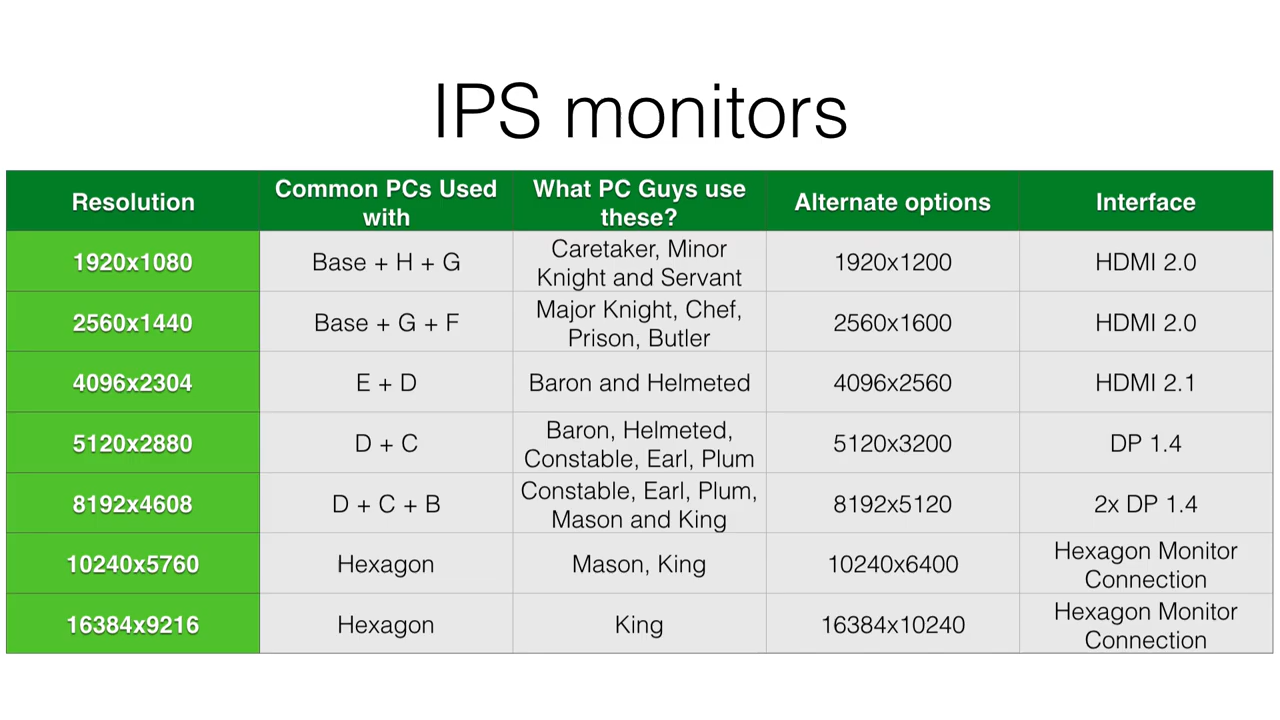 IPS monitors
Resolution
Common PCs Used
with
What PC Guys use
these?
Alternate options
Interface
1920x1080
Base + H + G
Caretaker, Minor
Knight and Servant
1920x1200
HDMI 2.0
2560x1440
Base + G + F
Major Knight, Chef,
Prison, Butler
2560x1600
HDMI 2.0
4096x2304
E + D
Baron and Helmeted
4096x2560
HDMI 2.1
5120x2880
D + C
Baron, Helmeted,
Constable, Earl, Plum
5120x3200
DP 1.4
8192x4608
D + C + B
Constable, Earl, Plum,
Mason and King
8192x5120
2x DP 1.4
10240x5760
Hexagon
Mason, King
10240x6400
Hexagon Monitor
Connection
16384x9216
Hexagon
King
16384x10240
Hexagon Monitor
Connection